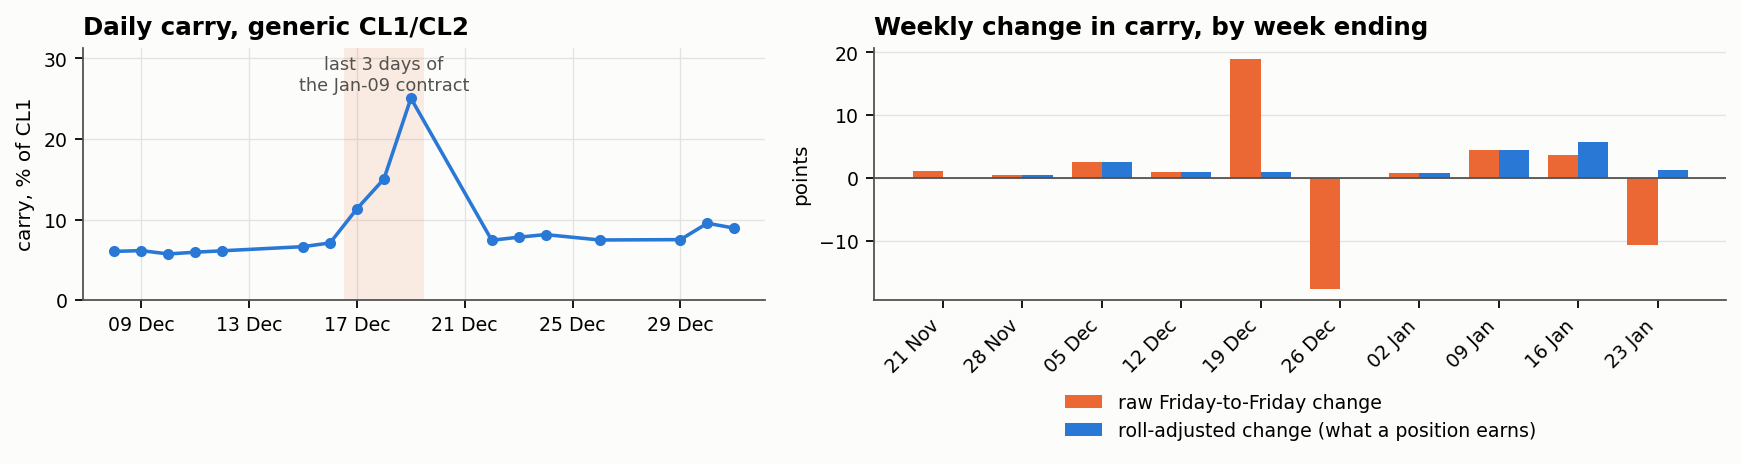 Daily carry, generic CL1/CL2
carry, % of CL1
30
20
10
0
last 3 days of
the Jan-09 contract
09 Dec
13 Dec
17 Dec
21 Dec
25 Dec
29 Dec
Weekly change in carry, by week ending
points
20
10
0
−10
21 Nov
28 Nov
05 Dec
12 Dec
19 Dec
26 Dec
02 Jan
09 Jan
16 Jan
23 Jan
raw Friday-to-Friday change
roll-adjusted change (what a position earns)